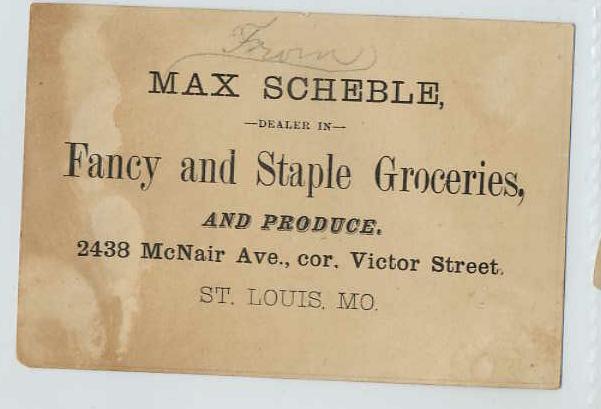 From
MAX SCHEBLE,
—DEALER IN—
Fancy and Staple Groceries,
AND PRODUCE.
2438 McNair Ave., cor. Victor Street.
ST. LOUIS, MO.